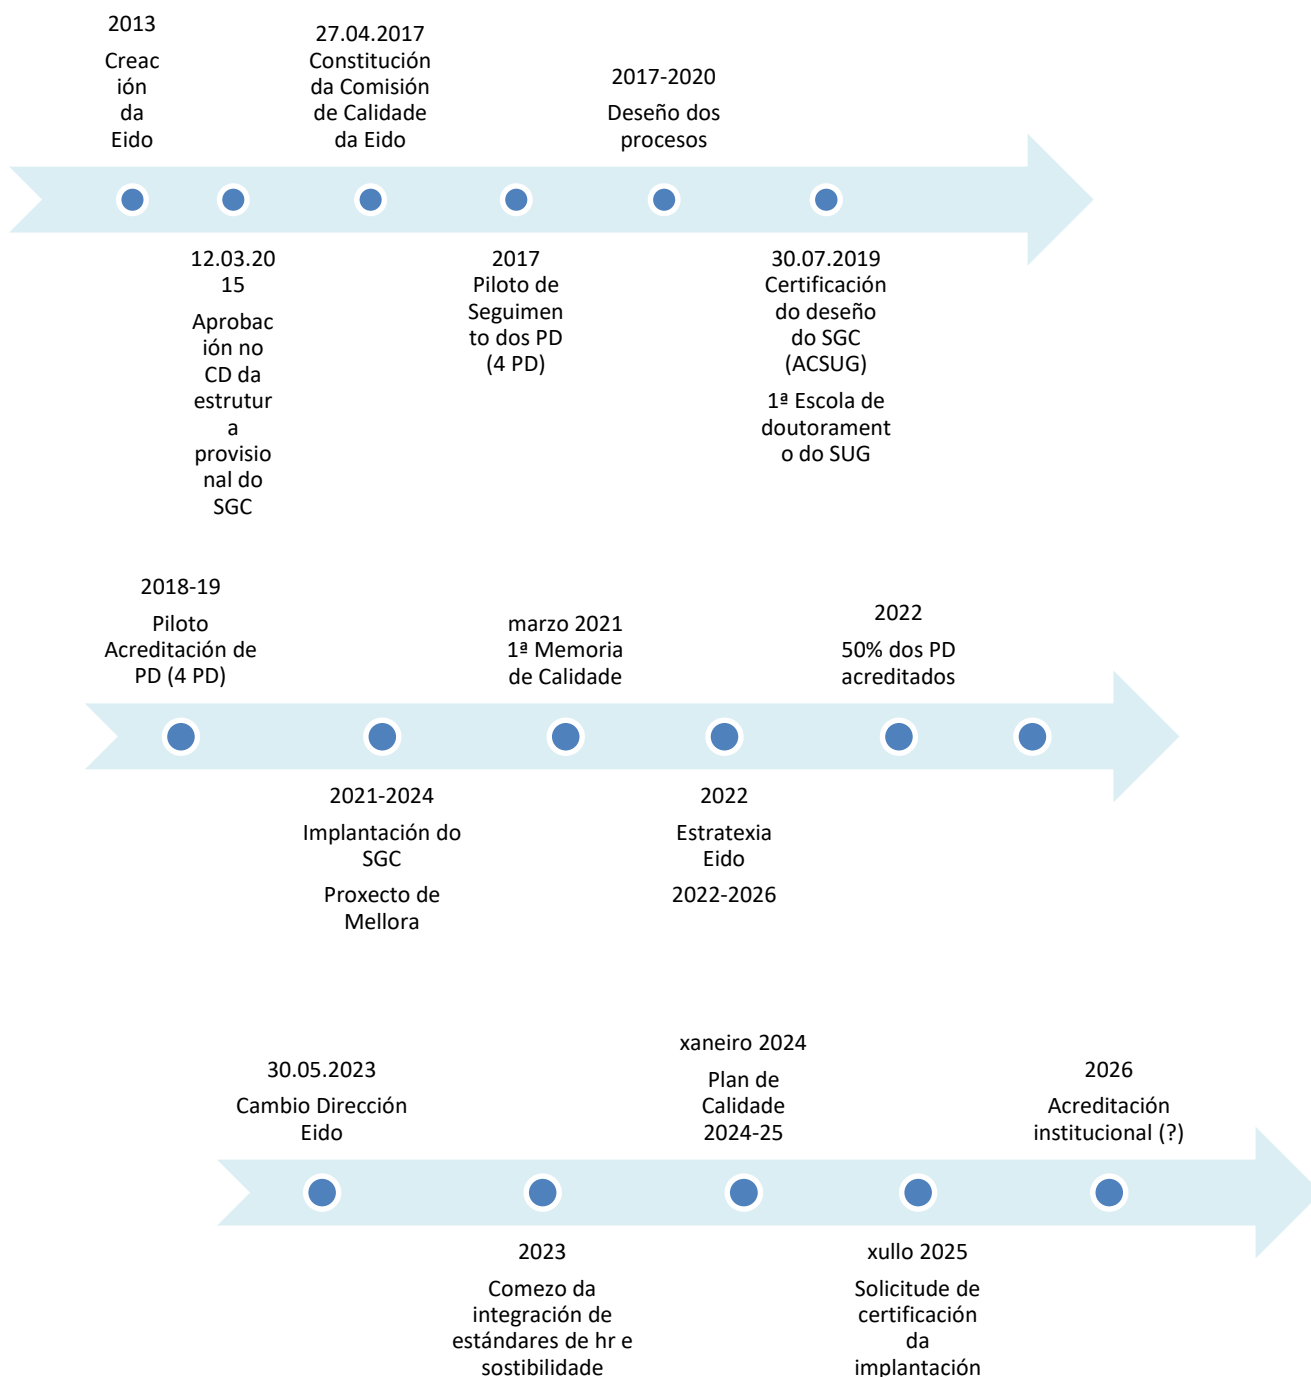 2013
Creac
ión
da
Eido
12.03.20
15
Aprobac
ión no
CD da
estrutur
a
provisio
nal do
SGC
27.04.2017
Constitución
da Comisión
de Calidade
da Eido
2017
Piloto de
Seguimen
to dos PD
(4 PD)
2017-2020
Deseño dos
procesos
30.07.2019
Certificación
do deseño
do SGC
(ACSUG)
1ª Escola de
doutorament
o do SUG
2018-19
Piloto
Acreditación de
PD (4 PD)
2021-2024
Implantación do
SGC
Proxecto de
Mellora
marzo 2021
1ª Memoria
de Calidade
2022
Estratexia
Eido
2022-2026
2022
50% dos PD
acreditados
30.05.2023
Cambio Dirección
Eido
2023
Comezo da
integración de
estándares de hr e
sostibilidade
xaneiro 2024
Plan de
Calidade
2024-25
xullo 2025
Solicitude de
certificación
da
implantación
2026
Acreditación
institucional (?)